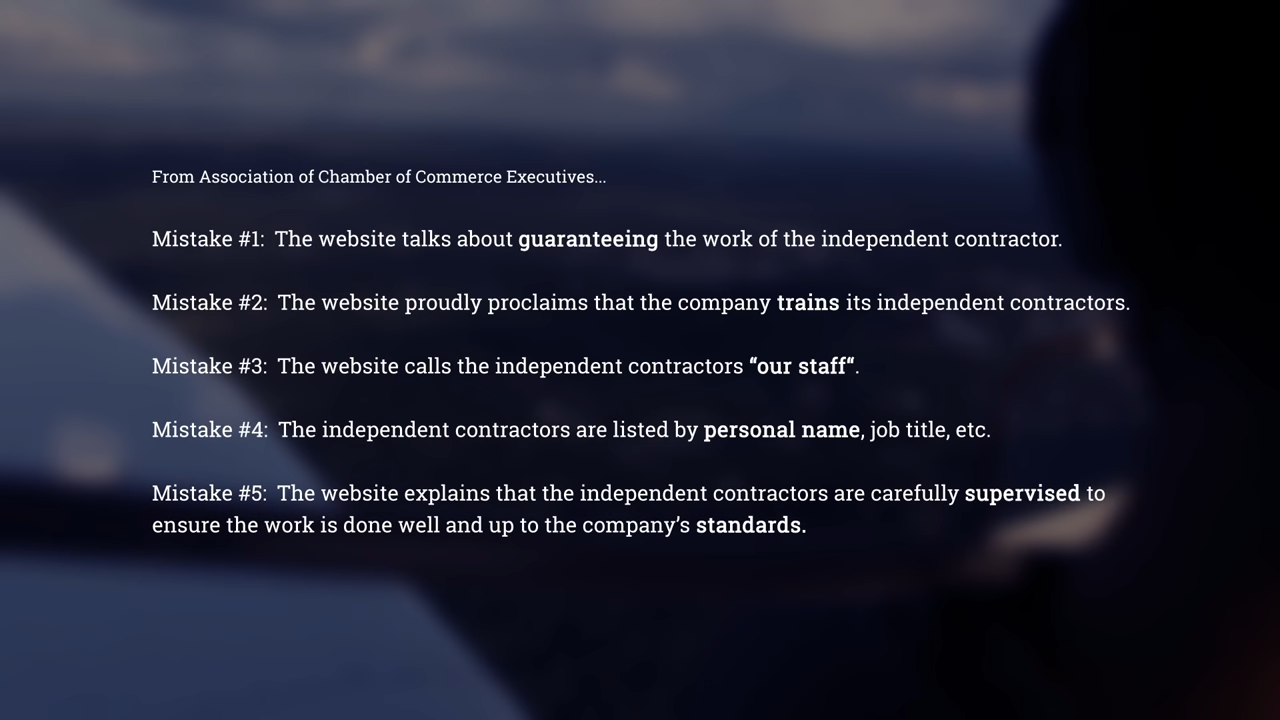 From Association of Chamber of Commerce Executives...
Mistake #1:  The website talks about guaranteeing the work of the independent contractor.
Mistake #2:  The website proudly proclaims that the company trains its independent contractors.
Mistake #3:  The website calls the independent contractors “our staff“.
Mistake #4:  The independent contractors are listed by personal name, job title, etc.
Mistake #5:  The website explains that the independent contractors are carefully supervised to
ensure the work is done well and up to the company’s standards.